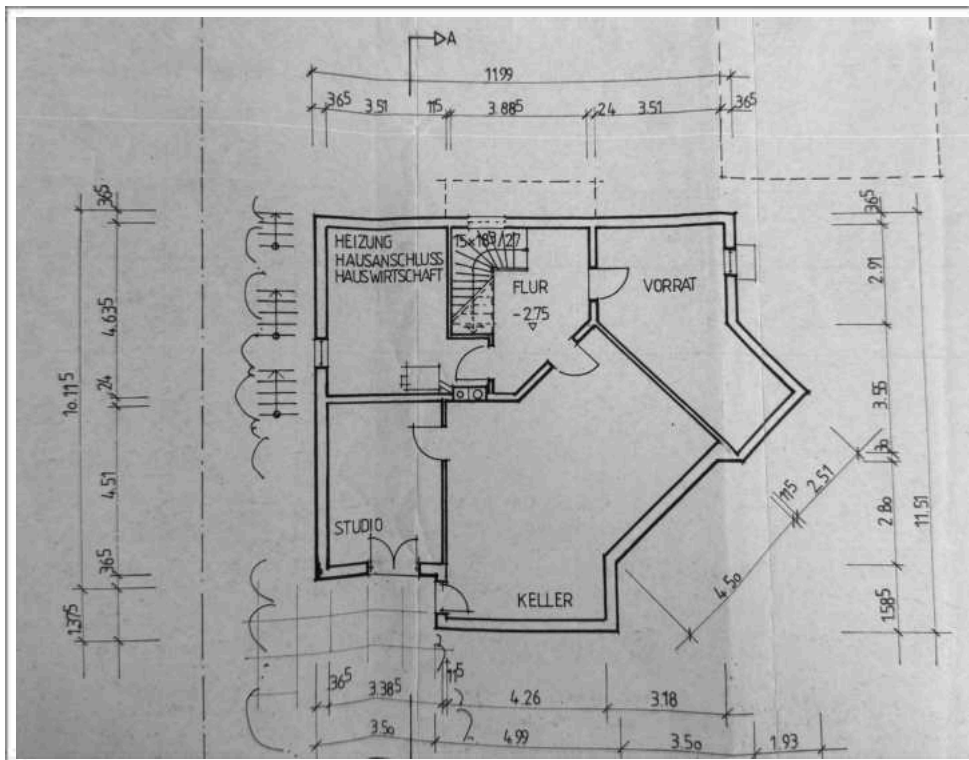 A
11.99
36⁵ 3.51 11⁵ 3.88⁵ 24 3.51 36⁵
HEIZUNG
HAUSANSCHLUSS
HAUSWIRTSCHAFT
FLUR
-2.75
VORRAT
STUDIO
KELLER
36⁵
4.63⁵
24
4.51
36⁵
10.11⁵
1.37⁵
36⁵
2.91
3.55
30
2.80
1.58⁵
11.51
2.51
11⁵
4.50
36⁵ 3.38⁵ 11⁵ 4.26 3.18
3.50 4.99 3.50 1.93